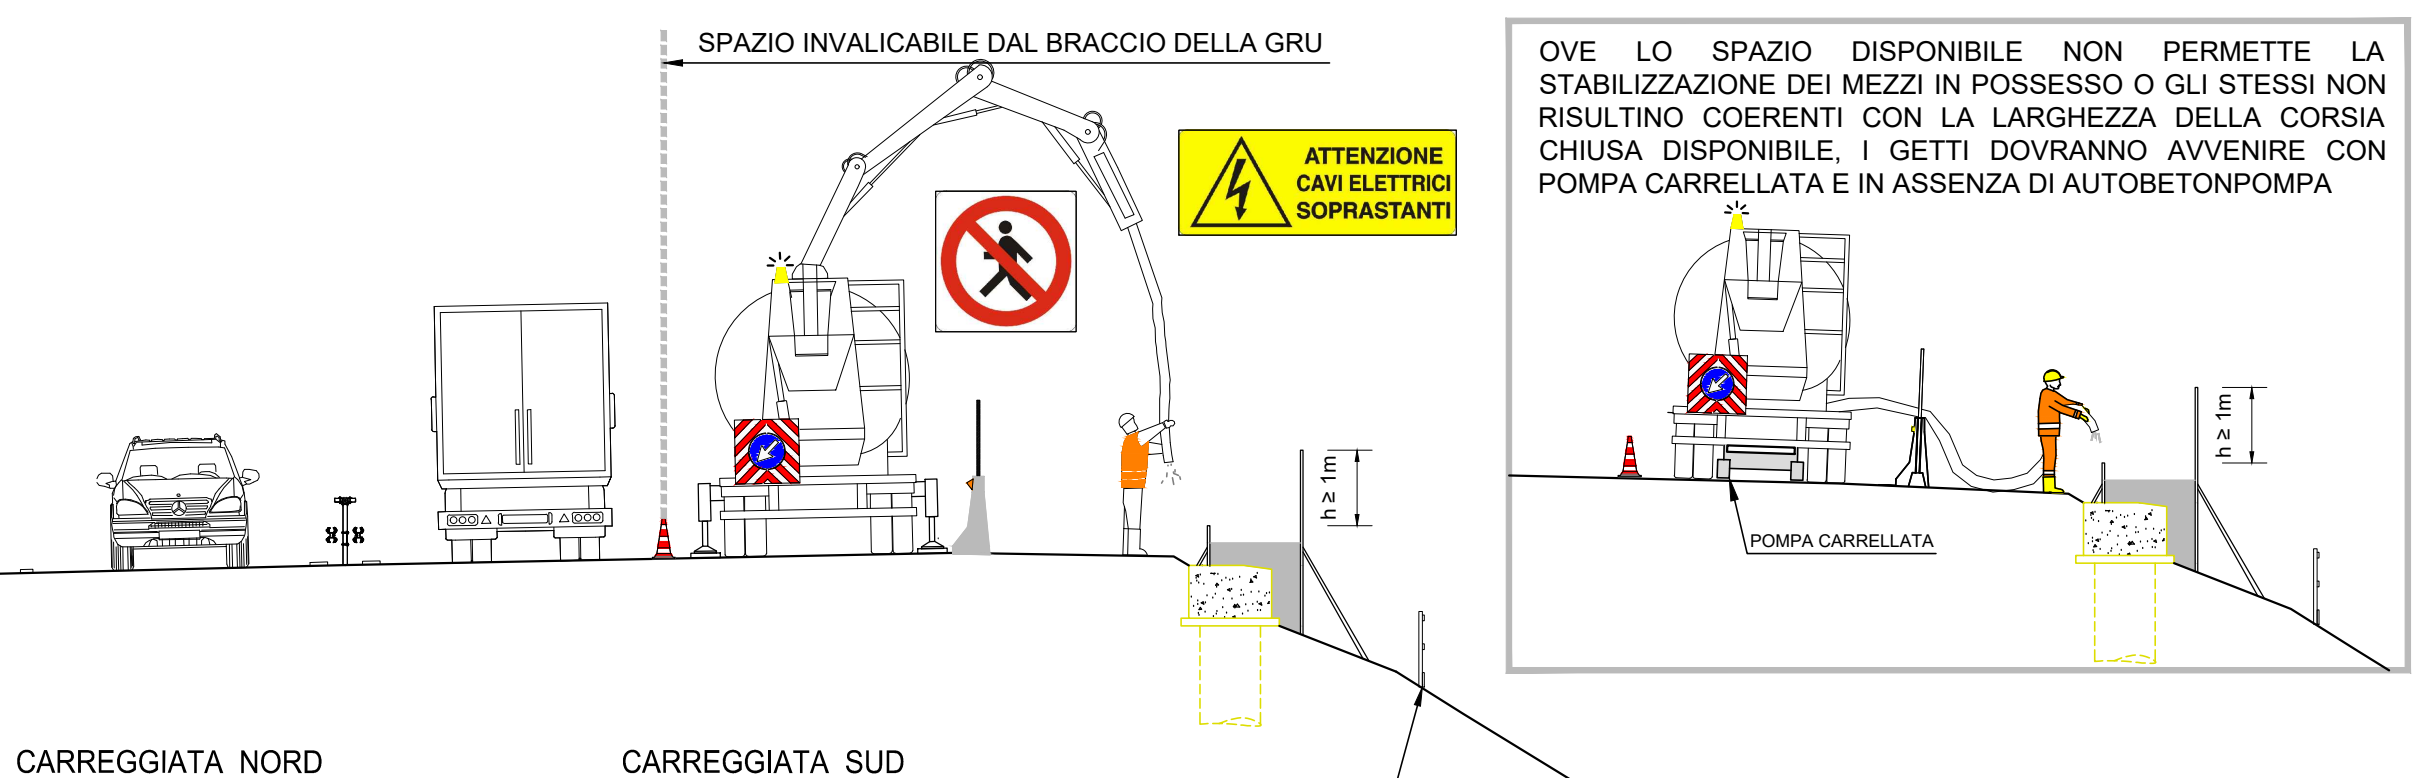 SPAZIO INVALICABILE DAL BRACCIO DELLA GRU
ATTENZIONE
CAVI ELETTRICI
SOPRASTANTI
h ≥ 1m
CARREGGIATA NORD
CARREGGIATA SUD
OVE LO SPAZIO DISPONIBILE NON PERMETTE LA
STABILIZZAZIONE DEI MEZZI IN POSSESSO O GLI STESSI NON
RISULTINO COERENTI CON LA LARGHEZZA DELLA CORSIA
CHIUSA DISPONIBILE, I GETTI DOVRANNO AVVENIRE CON
POMPA CARRELLATA E IN ASSENZA DI AUTOBETONPOMPA
h ≥ 1m
POMPA CARRELLATA